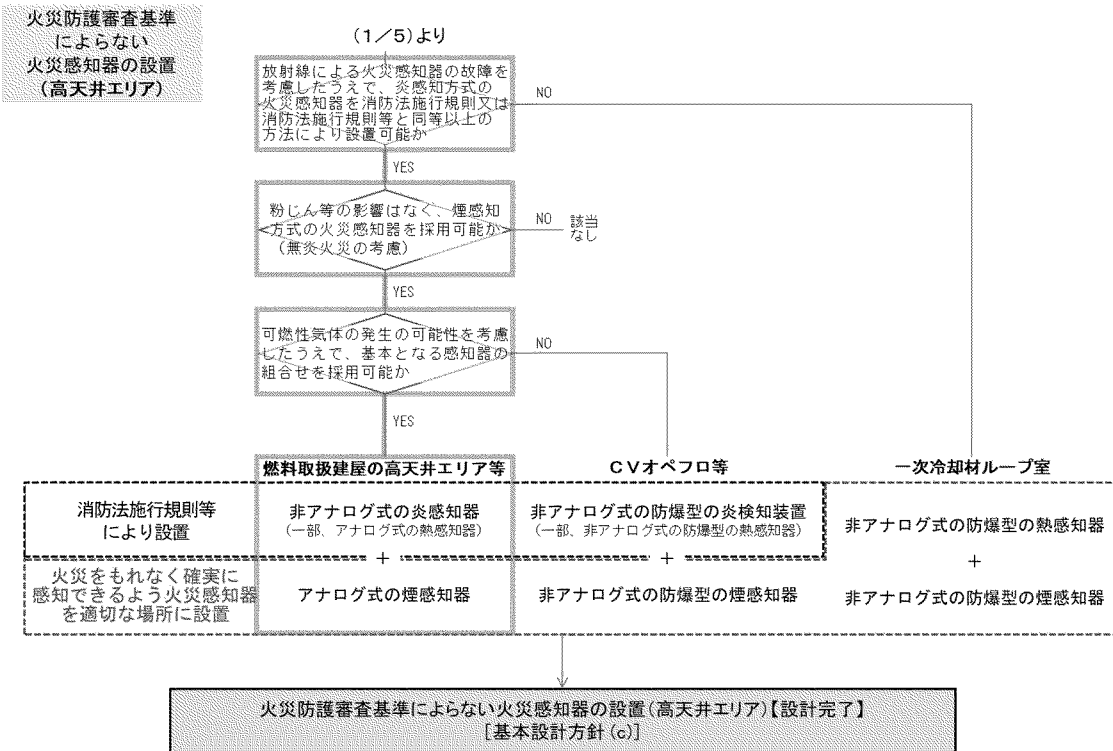 火災防護審査基準
によらない
火災感知器の設置
(高天井エリア)
(1/5)より
放射線による火災感知器の故障を
考慮したうえで、炎感知方式の
火災感知器を消防法施行規則又は
消防法施行規則等と同等以上の
方法により設置可能か
NO
YES
粉じん等の影響はなく、煙感知
方式の火災感知器を採用可能か
(無炎火災の考慮)
NO
該当
なし
YES
可燃性気体の発生の可能性を考慮
したうえで、基本となる感知器の
組合せを採用可能か
NO
YES
燃料取扱建屋の高天井エリア等
CVオペフロ等
一次冷却材ループ室
消防法施行規則等
により設置
非アナログ式の炎感知器
(一部、アナログ式の熱感知器)
非アナログ式の防爆型の炎検知装置
(一部、非アナログ式の防爆型の熱感知器)
非アナログ式の防爆型の熱感知器
+
+
+
火災をもれなく確実に
感知できるよう火災感知器
を適切な場所に設置
アナログ式の煙感知器
非アナログ式の防爆型の煙感知器
非アナログ式の防爆型の煙感知器
火災防護審査基準によらない火災感知器の設置(高天井エリア)【設計完了】
[基本設計方針(c)]